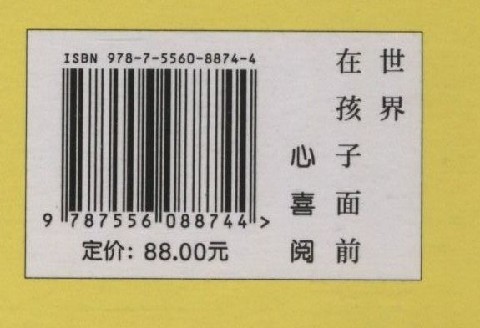 ISBN 978-7-5560-8874-4
9 787556 088744 >
定价：88.00元
世界
在孩子面前
心喜阅